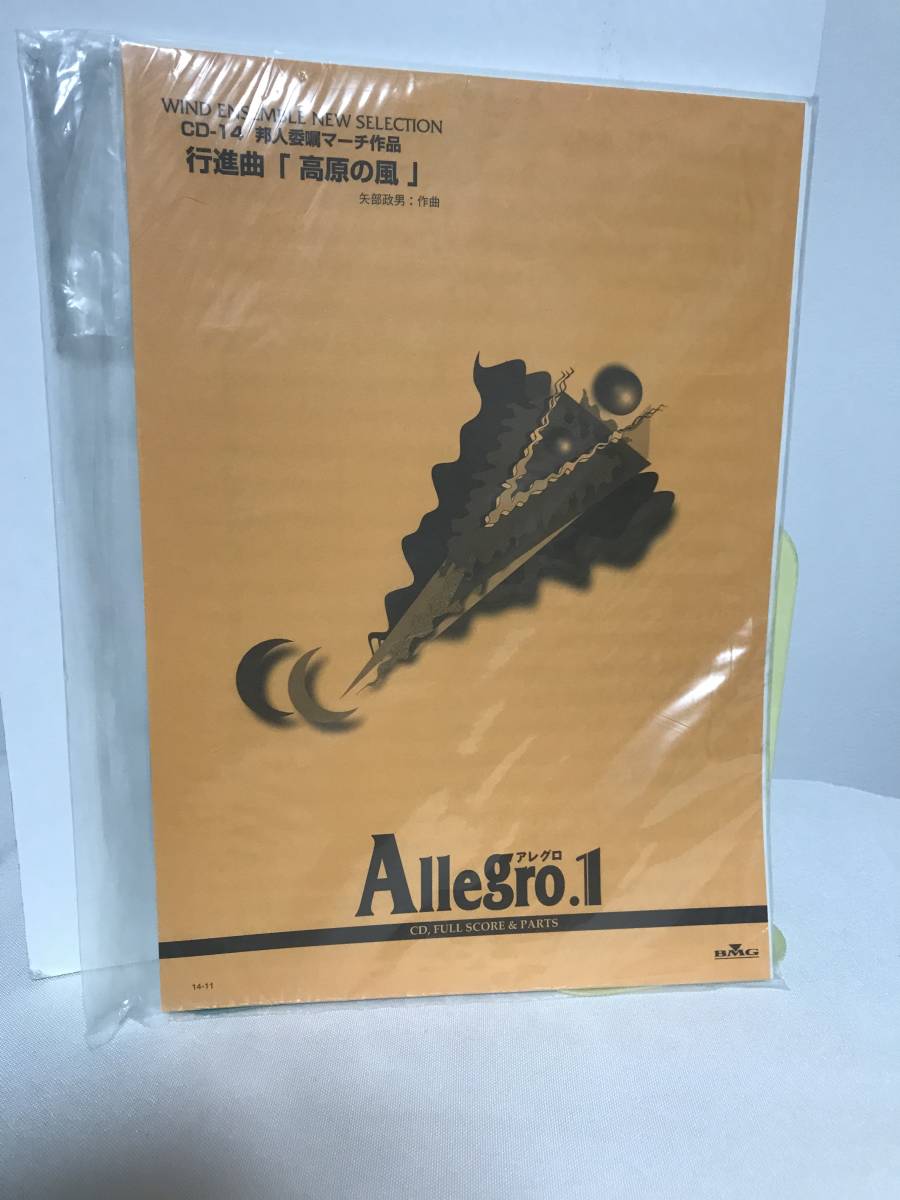 WIND ENSEMBLE NEW SELECTION
CD-14 邦人委嘱マーチ作品
行進曲「 高原の風 」
矢部政男：作曲
アレグロ
Allegro.1
CD, FULL SCORE & PARTS
BMG
14-11